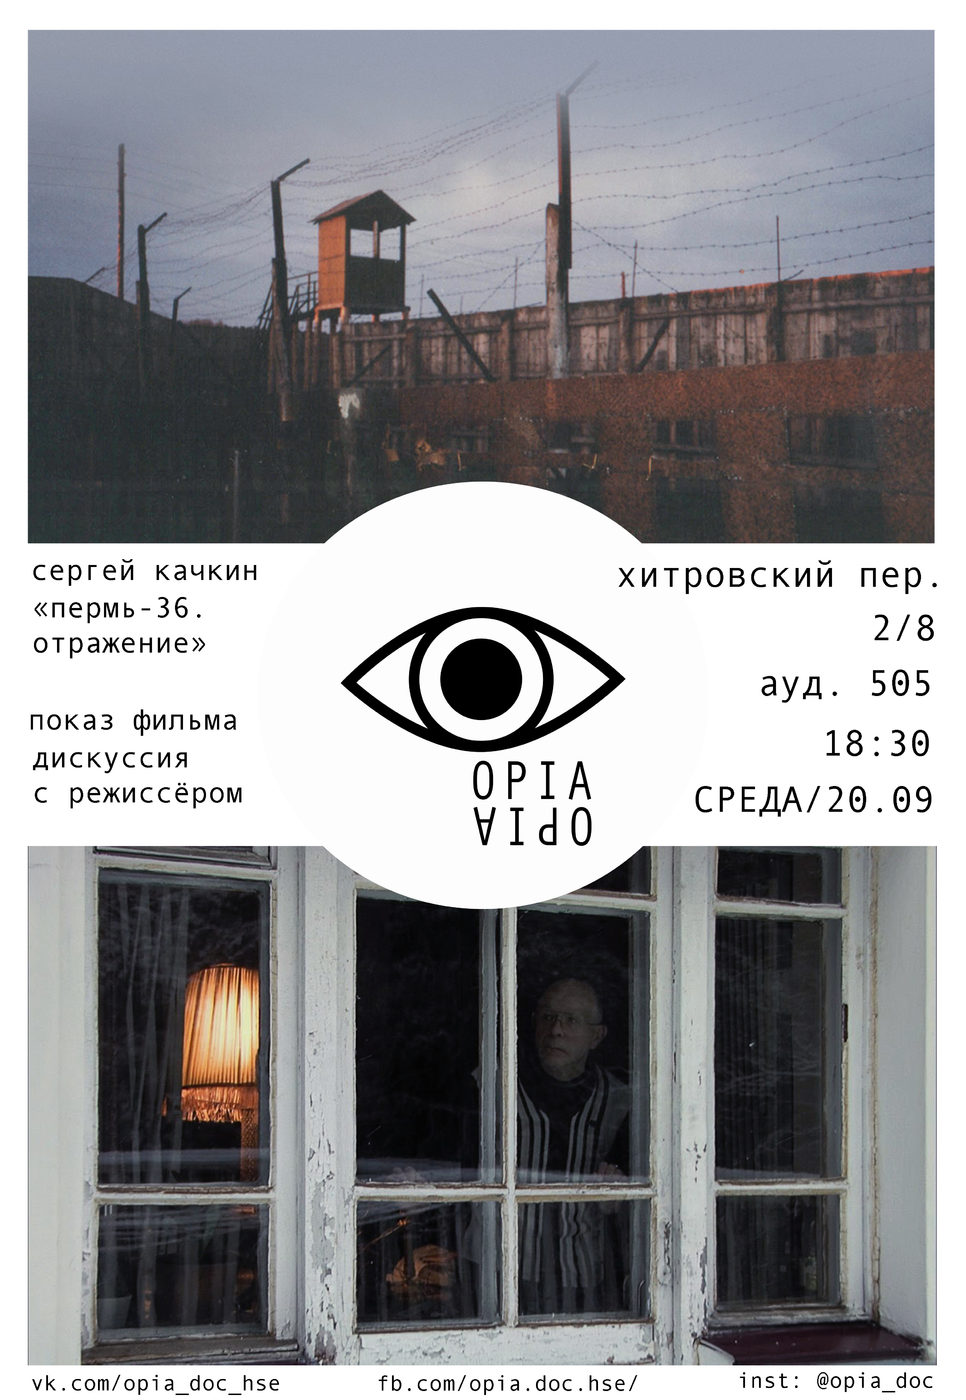 сергей качкин
«пермь-36.
отражение»
показ фильма
дискуссия
с режиссёром
хитровский пер.
2/8
ауд. 505
18:30
СРЕДА/20.09
OPIA
OPIA
vk.com/opia_doc_hse
fb.com/opia.doc.hse/
inst: @opia_doc